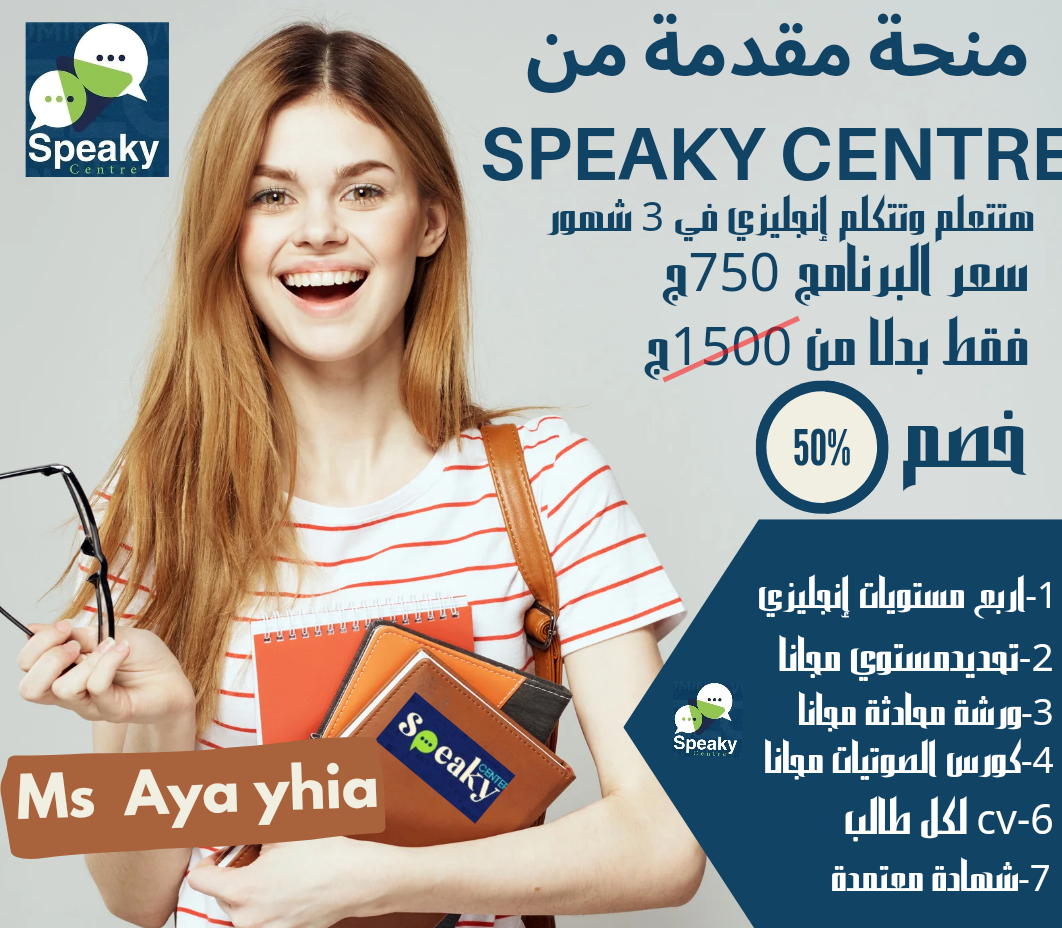 Speaky
Centre
منحة مقدمة من
SPEAKY CENTRE
هتتعلم وتتكلم إنجليزي في 3 شهور
سعر البرنامج 750ج
فقط بدلا من 1500ج
خصم 50%
1-اربع مستويات إنجليزي
2-تحديدمستوي مجانا
3-ورشة محادثة مجانا
4-كورس الصوتيات مجانا
6-cv لكل طالب
7-شهادة معتمدة
Speaky
Centre
Speaky
CENTER
Ms Aya yhia